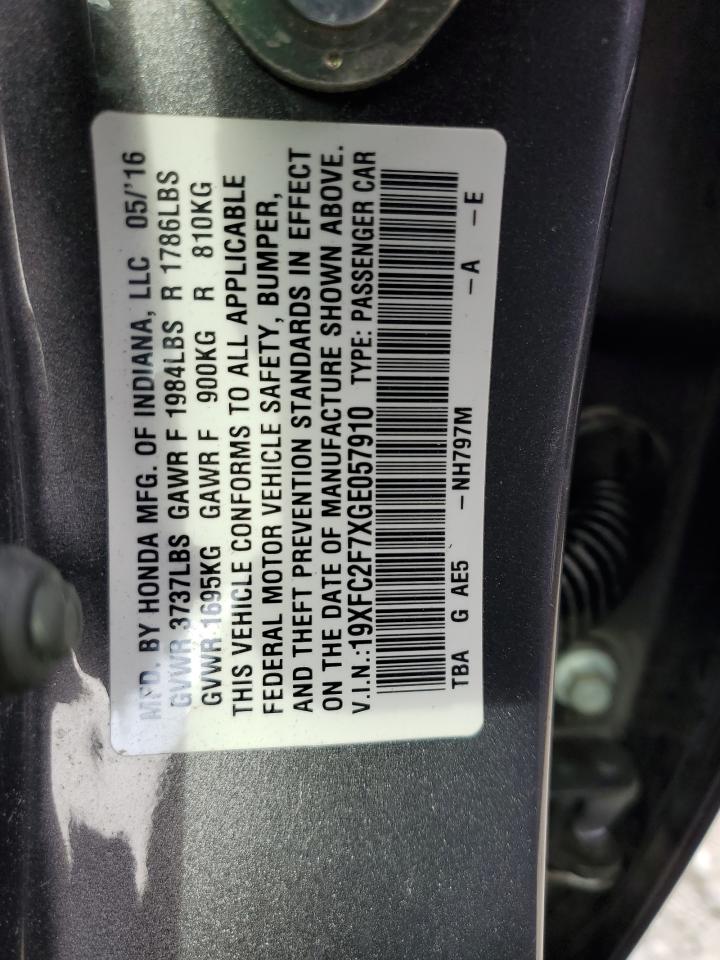 MFD. BY HONDA MFG. OF INDIANA, LLC 05/'16
GVWR 3737LBS GAWR F 1984LBS R 1786LBS
GVWR 1695KG GAWR F 900KG R 810KG
THIS VEHICLE CONFORMS TO ALL APPLICABLE
FEDERAL MOTOR VEHICLE SAFETY, BUMPER,
AND THEFT PREVENTION STANDARDS IN EFFECT
ON THE DATE OF MANUFACTURE SHOWN ABOVE.
V.I.N.:19XFC2F7XGE057910 TYPE: PASSENGER CAR
TBA G AE5 -NH797M -A -E